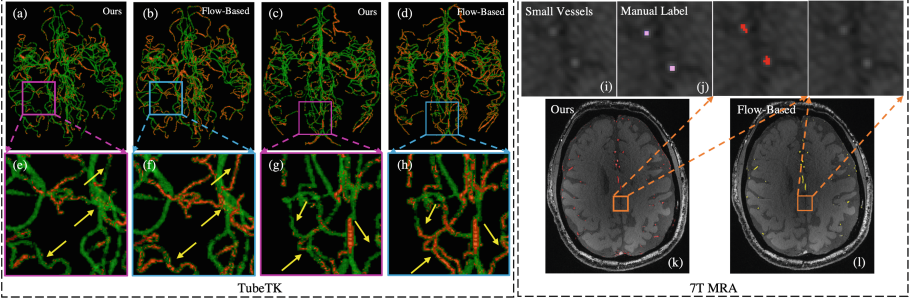 (a) Ours
(b) Flow-Based
(c) Ours
(d) Flow-Based
(e)
(f)
(g)
(h)
TubeTK
Small Vessels
(i)
Manual Label
(j)
Ours
(k)
Flow-Based
(l)
7T MRA